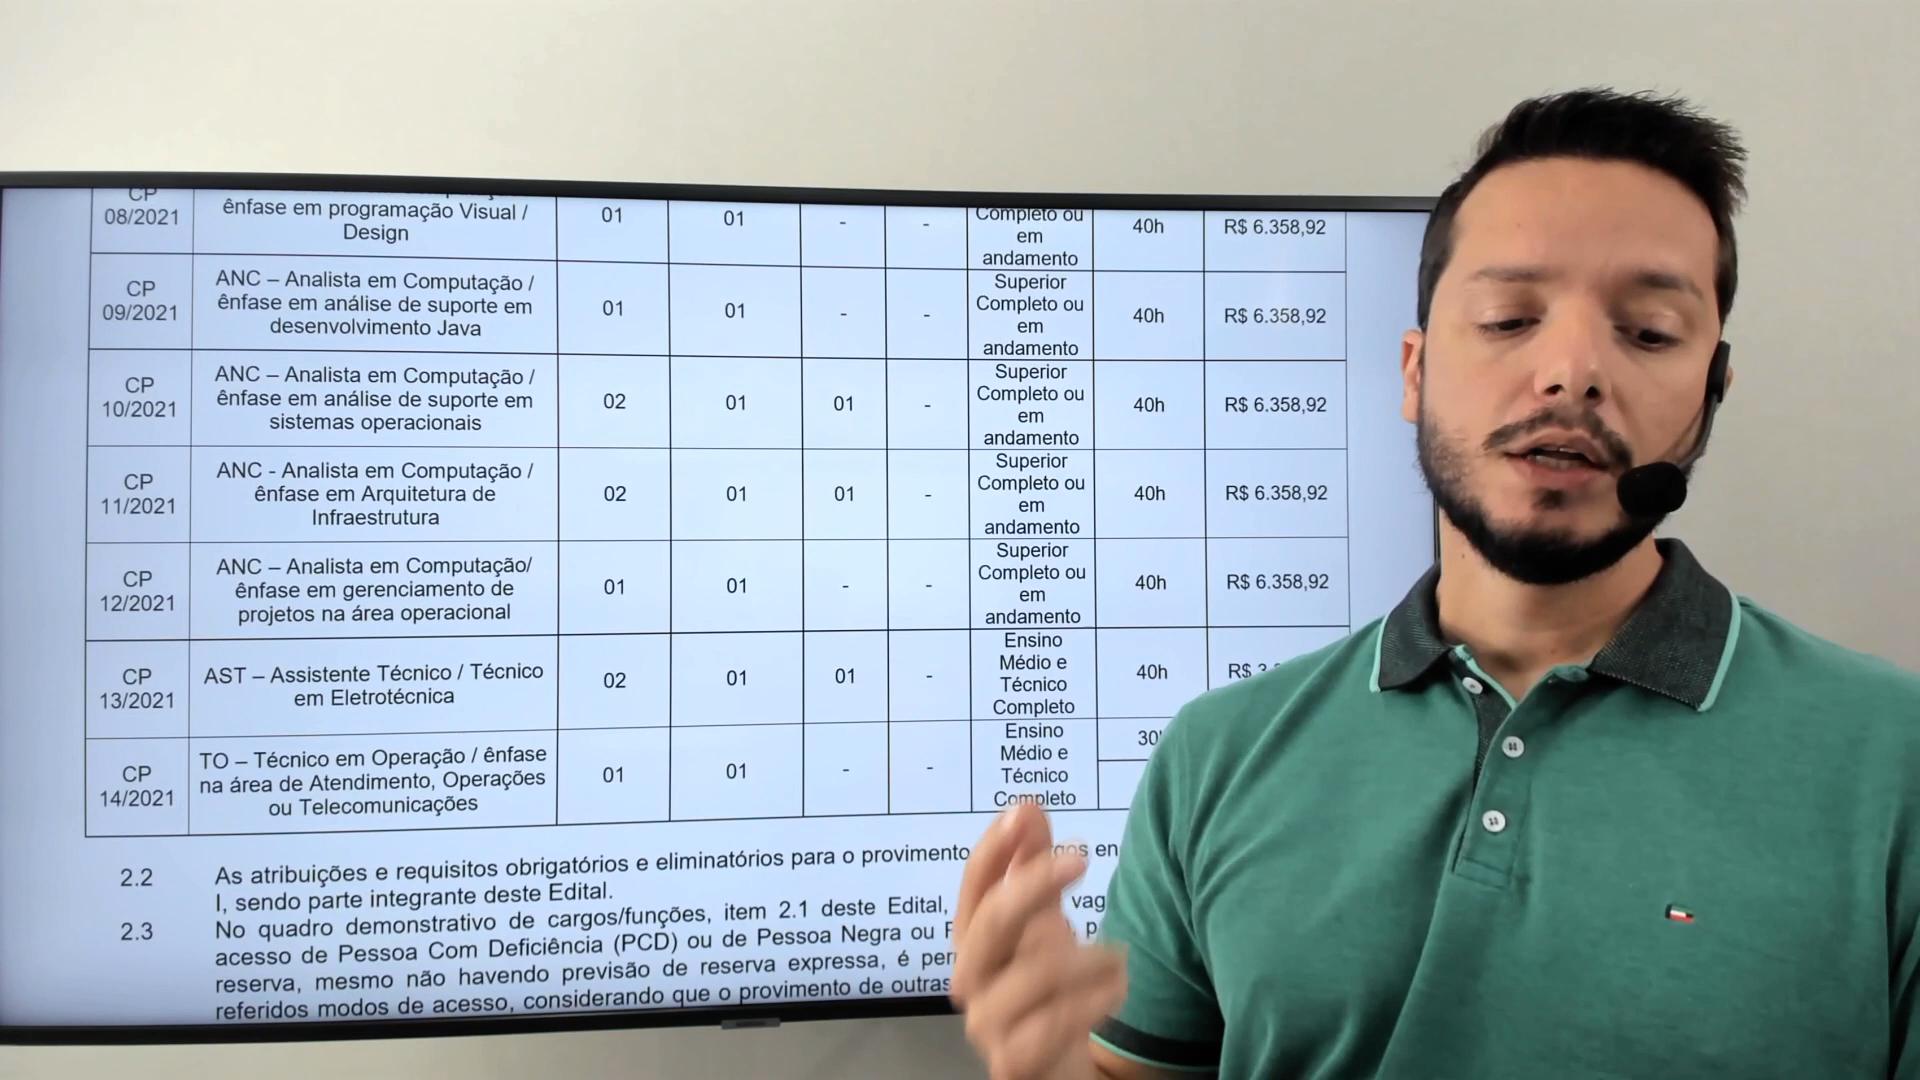 CP
08/2021
ênfase em programação Visual /
Design
01
01
-
-
Completo ou
em
andamento
40h
R$ 6.358,92
CP
09/2021
ANC – Analista em Computação /
ênfase em análise de suporte em
desenvolvimento Java
01
01
-
-
Superior
Completo ou
em
andamento
40h
R$ 6.358,92
CP
10/2021
ANC – Analista em Computação /
ênfase em análise de suporte em
sistemas operacionais
02
01
01
-
Superior
Completo ou
em
andamento
40h
R$ 6.358,92
CP
11/2021
ANC - Analista em Computação /
ênfase em Arquitetura de
Infraestrutura
02
01
01
-
Superior
Completo ou
em
andamento
40h
R$ 6.358,92
CP
12/2021
ANC – Analista em Computação/
ênfase em gerenciamento de
projetos na área operacional
01
01
-
-
Superior
Completo ou
em
andamento
40h
R$ 6.358,92
CP
13/2021
AST – Assistente Técnico / Técnico
em Eletrotécnica
02
01
01
-
Ensino
Médio e
Técnico
Completo
40h
R$ 3
CP
14/2021
TO – Técnico em Operação / ênfase
na área de Atendimento, Operações
ou Telecomunicações
01
01
-
-
Ensino
Médio e
Técnico
Completo
30
2.2 As atribuições e requisitos obrigatórios e eliminatórios para o provimento
I, sendo parte integrante deste Edital.
2.3 No quadro demonstrativo de cargos/funções, item 2.1 deste Edital,
acesso de Pessoa Com Deficiência (PCD) ou de Pessoa Negra ou
reserva, mesmo não havendo previsão de reserva expressa, é
referidos modos de acesso, considerando que o provimento de